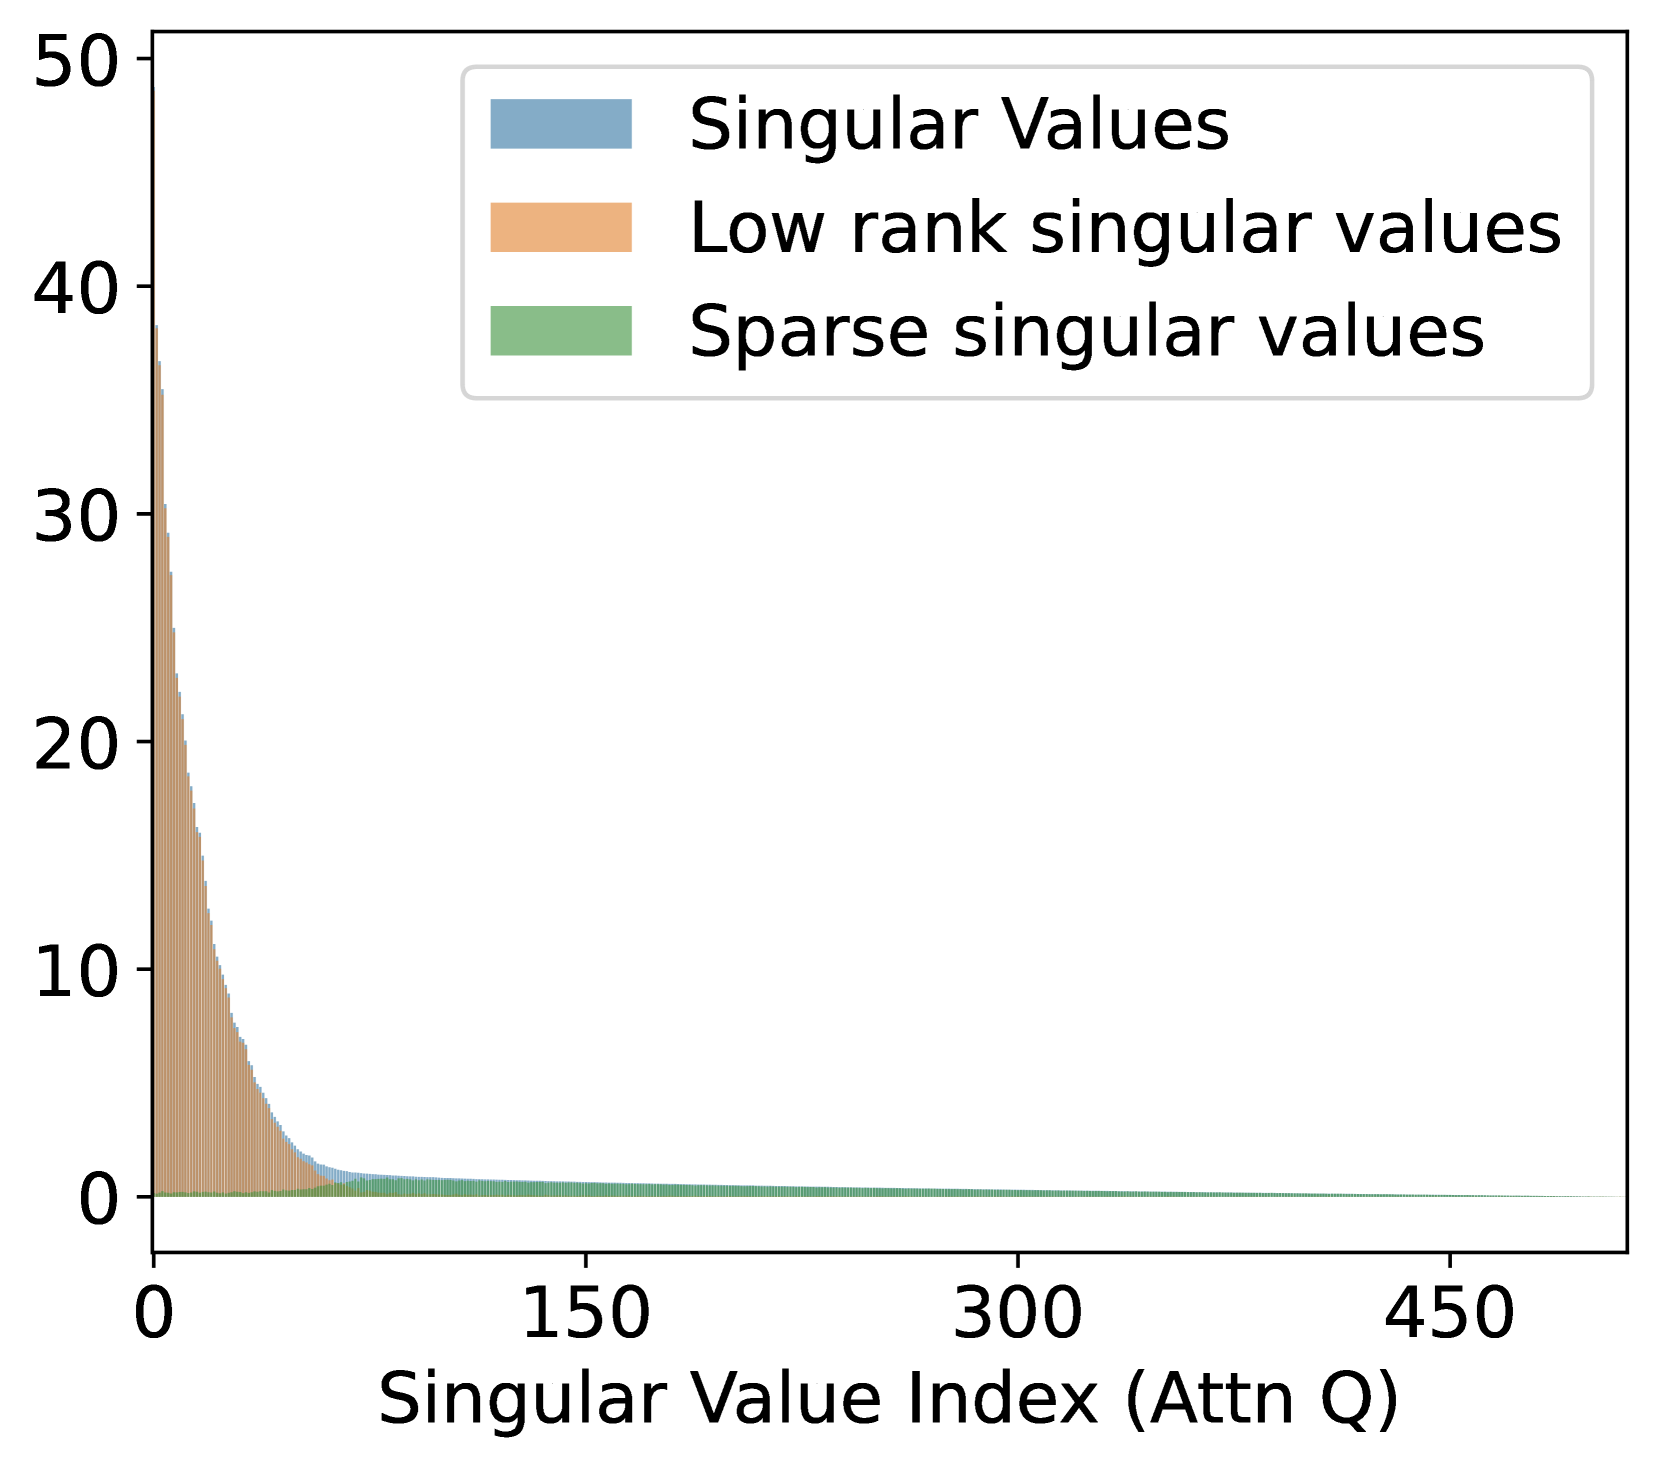 50
40
30
20
10
0
Singular Values
Low rank singular values
Sparse singular values
0 150 300 450
Singular Value Index (Attn Q)